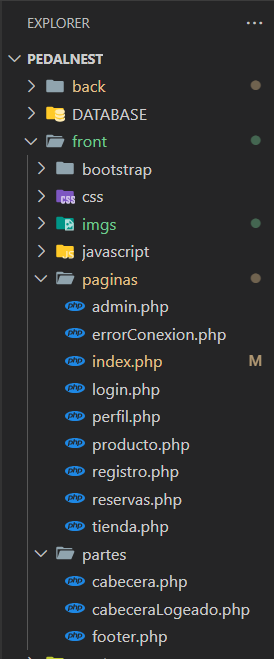 EXPLORER
PEDALNEST
back
DATABASE
front
bootstrap
css
imgs
javascript
paginas
admin.php
errorConexion.php
index.php M
login.php
perfil.php
producto.php
registro.php
reservas.php
tienda.php
partes
cabecera.php
cabeceraLogeado.php
footer.php